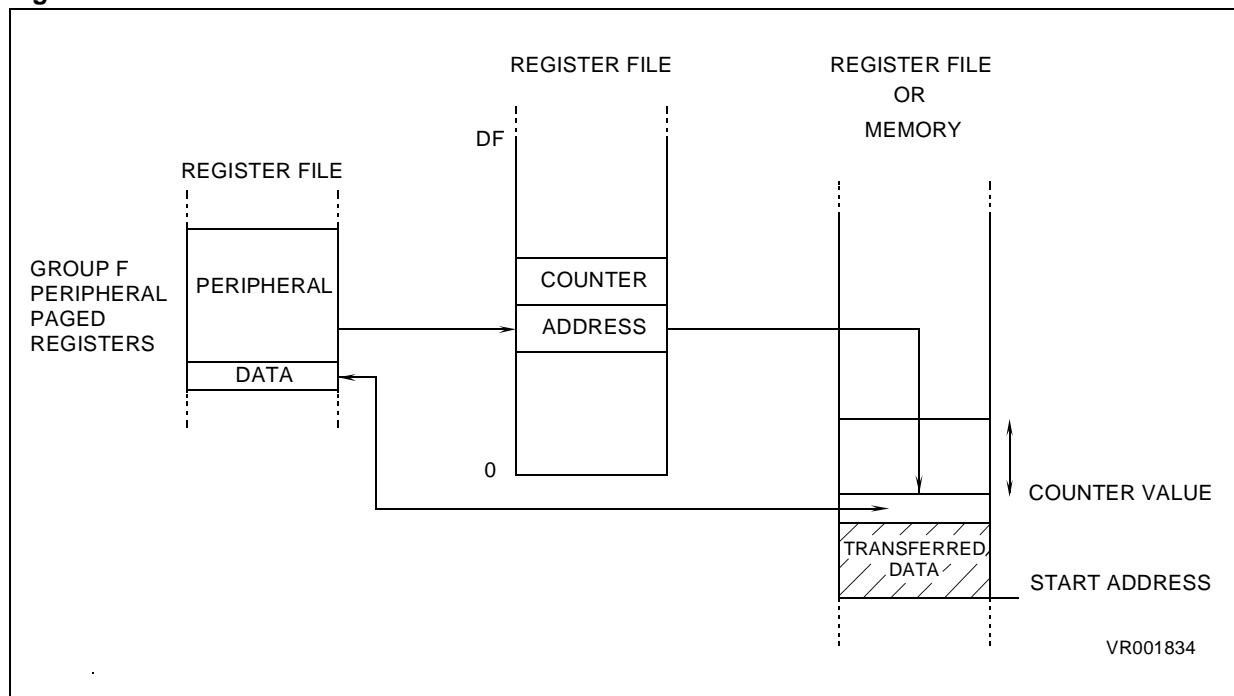 REGISTER FILE
REGISTER FILE
OR
MEMORY
DF
REGISTER FILE
GROUP F
PERIPHERAL
PAGED
REGISTERS
PERIPHERAL
COUNTER
ADDRESS
DATA
0
COUNTER VALUE
TRANSFERRED
DATA
START ADDRESS
VR001834